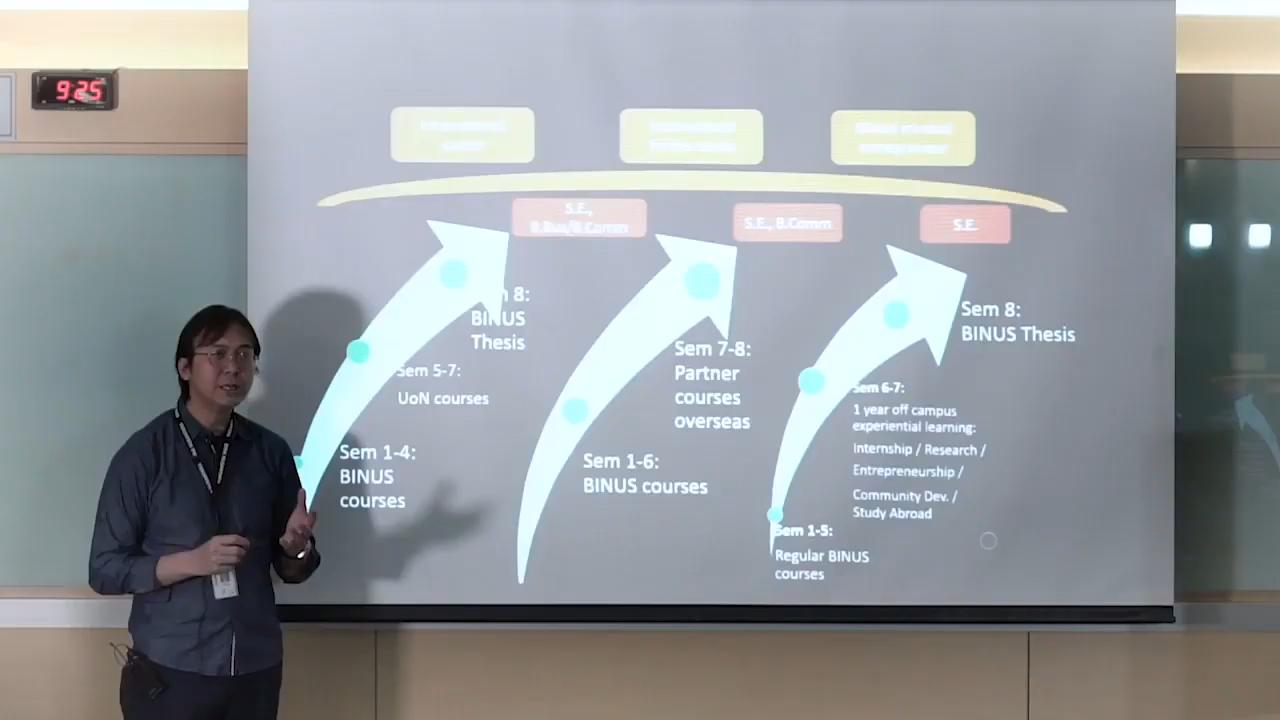 9:25
S.E.,
B.Bus/B.Comm
S.E., B.Comm
S.E.
8:
BINUS
Thesis
Sem 5-7:
UoN courses
Sem 1-4:
BINUS
courses
Sem 7-8:
Partner
courses
overseas
Sem 1-6:
BINUS courses
Sem 8:
BINUS Thesis
Sem 6-7:
1 year off campus
experiential learning:
Internship / Research /
Entrepreneurship /
Community Dev. /
Study Abroad
Sem 1-5:
Regular BINUS
courses